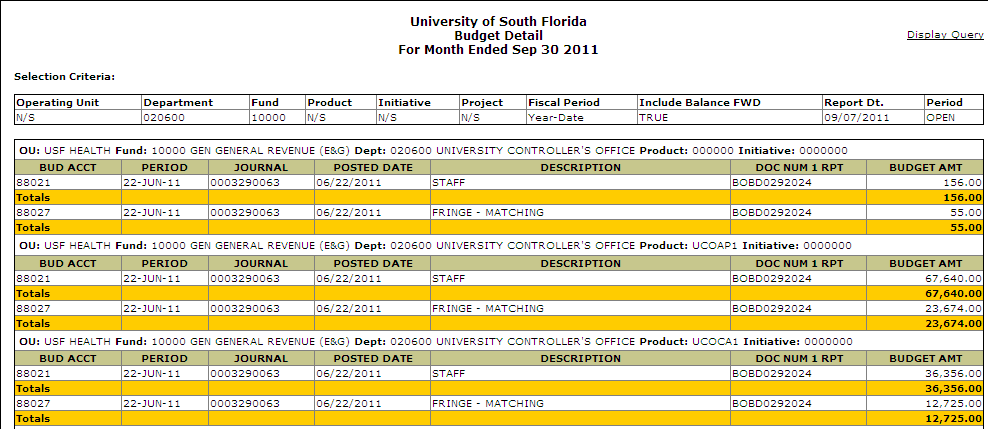 University of South Florida
Budget Detail
Display Query
For Month Ended Sep 30 2011
Selection Criteria:
Operating Unit Department Fund Product Initiative Project Fiscal Period Include Balance FWD Report Dt. Period
N/S 020600 10000 N/S N/S N/S Year-Date TRUE 09/07/2011 OPEN
OU: USF HEALTH Fund: 10000 GEN GENERAL REVENUE (E&G) Dept: 020600 UNIVERSITY CONTROLLER'S OFFICE Product: 000000 Initiative: 0000000
BUD ACCT PERIOD JOURNAL POSTED DATE DESCRIPTION DOC NUM 1 RPT BUDGET AMT
88021 22-JUN-11 0003290063 06/22/2011 STAFF BOBD0292024 156.00
Totals 156.00
88027 22-JUN-11 0003290063 06/22/2011 FRINGE - MATCHING BOBD0292024 55.00
Totals 55.00
OU: USF HEALTH Fund: 10000 GEN GENERAL REVENUE (E&G) Dept: 020600 UNIVERSITY CONTROLLER'S OFFICE Product: UCOAP1 Initiative: 0000000
BUD ACCT PERIOD JOURNAL POSTED DATE DESCRIPTION DOC NUM 1 RPT BUDGET AMT
88021 22-JUN-11 0003290063 06/22/2011 STAFF BOBD0292024 67,640.00
Totals 67,640.00
88027 22-JUN-11 0003290063 06/22/2011 FRINGE - MATCHING BOBD0292024 23,674.00
Totals 23,674.00
OU: USF HEALTH Fund: 10000 GEN GENERAL REVENUE (E&G) Dept: 020600 UNIVERSITY CONTROLLER'S OFFICE Product: UCOCA1 Initiative: 0000000
BUD ACCT PERIOD JOURNAL POSTED DATE DESCRIPTION DOC NUM 1 RPT BUDGET AMT
88021 22-JUN-11 0003290063 06/22/2011 STAFF BOBD0292024 36,356.00
Totals 36,356.00
88027 22-JUN-11 0003290063 06/22/2011 FRINGE - MATCHING BOBD0292024 12,725.00
Totals 12,725.00